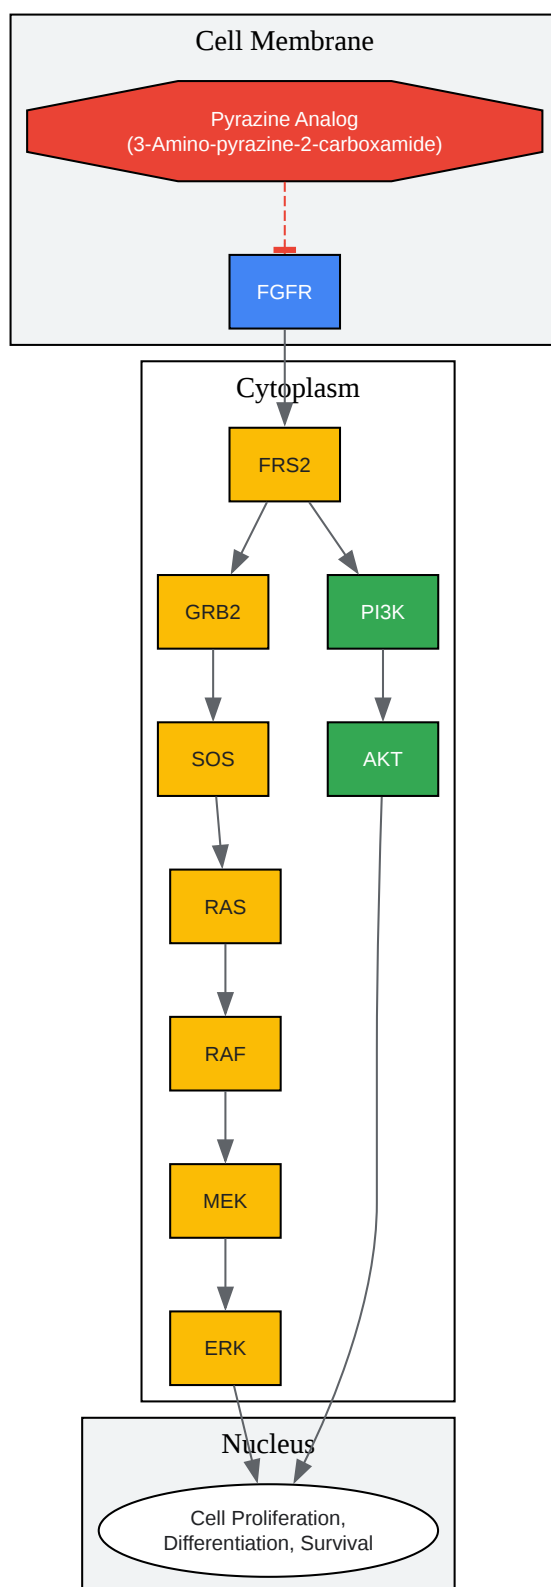 Cell Membrane
Pyrazine Analog
(3-Amino-pyrazine-2-carboxamide)
FGFR
Cytoplasm
FRS2
GRB2
PI3K
SOS
AKT
RAS
RAF
MEK
ERK
Nucleus
Cell Proliferation,
Differentiation, Survival